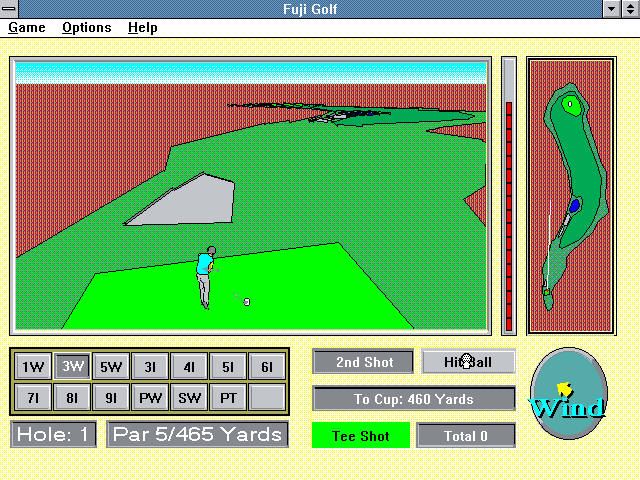 Fuji Golf
Game Options Help
1W 3W 5W 3I 4I 5I 6I
7I 8I 9I PW SW PT
Hole: 1 Par 5/465 Yards
2nd Shot Hit Ball
To Cup: 460 Yards
Tee Shot Total 0
Wind